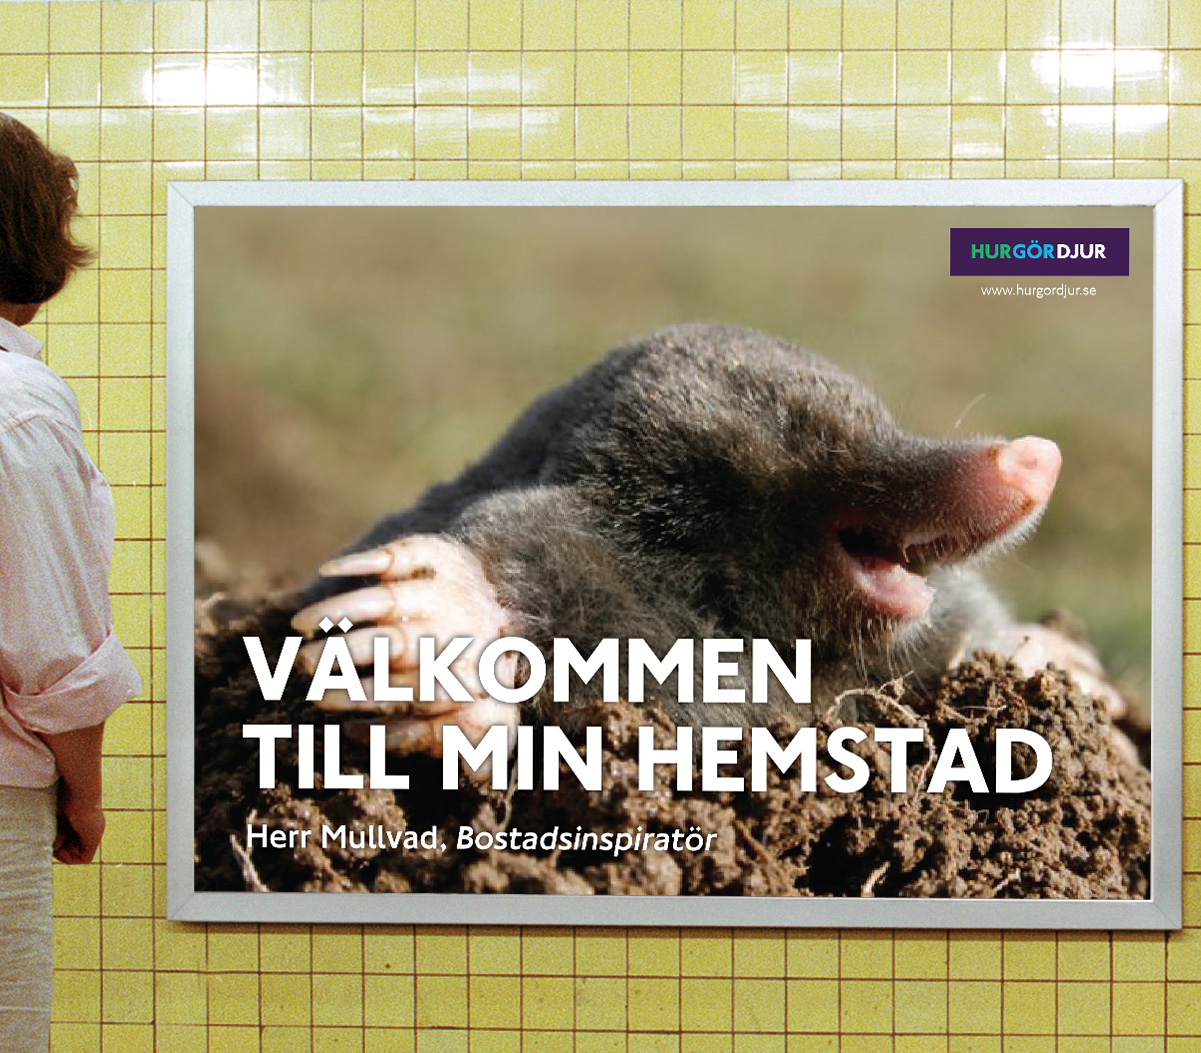 HURGÖRDJUR
www.hurgordjur.se
VÄLKOMMEN
TILL MIN HEMSTAD
Herr Mullvad, Bostadsinspiratör